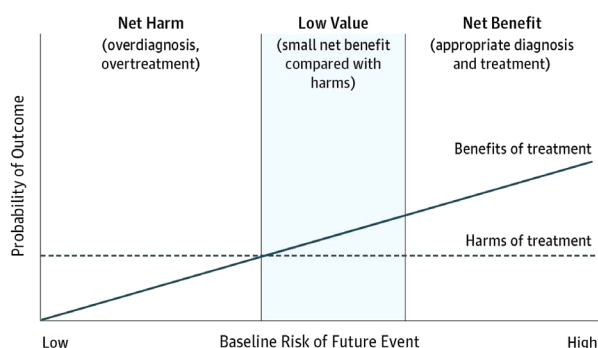 Net Harm
(overdiagnosis,
overtreatment)
Low Value
(small net benefit
compared with
harms)
Net Benefit
(appropriate diagnosis
and treatment)
Probability of Outcome
Benefits of treatment
Harms of treatment
Low
Baseline Risk of Future Event
High